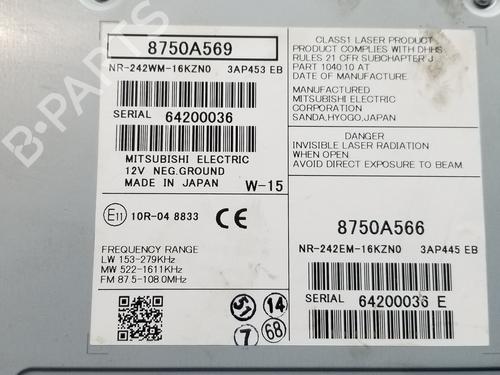 8750A569
NR-242WM-16KZN0 3AP453 EB
SERIAL 64200036
MITSUBISHI ELECTRIC
12V NEG.GROUND
MADE IN JAPAN W-15
E11 10R-04 8833 CE
FREQUENCY RANGE
LW 153-279KHz
MW 522-1611KHz
FM 87.5-108.0MHz
51 14
7 68
CLASS1 LASER PRODUCT
PRODUCT COMPLIES WITH DHHS
RULES 21 CFR SUBCHAPTER J
PART 1040.10 AT
DATE OF MANUFACTURE
MANUFACTURED
MITSUBISHI ELECTRIC
CORPORATION
SANDA,HYOGO,JAPAN
DANGER
INVISIBLE LASER RADIATION
WHEN OPEN
AVOID DIRECT EXPOSURE TO BEAM
8750A566
NR-242EM-16KZN0 3AP445 EB
SERIAL 64200036 E